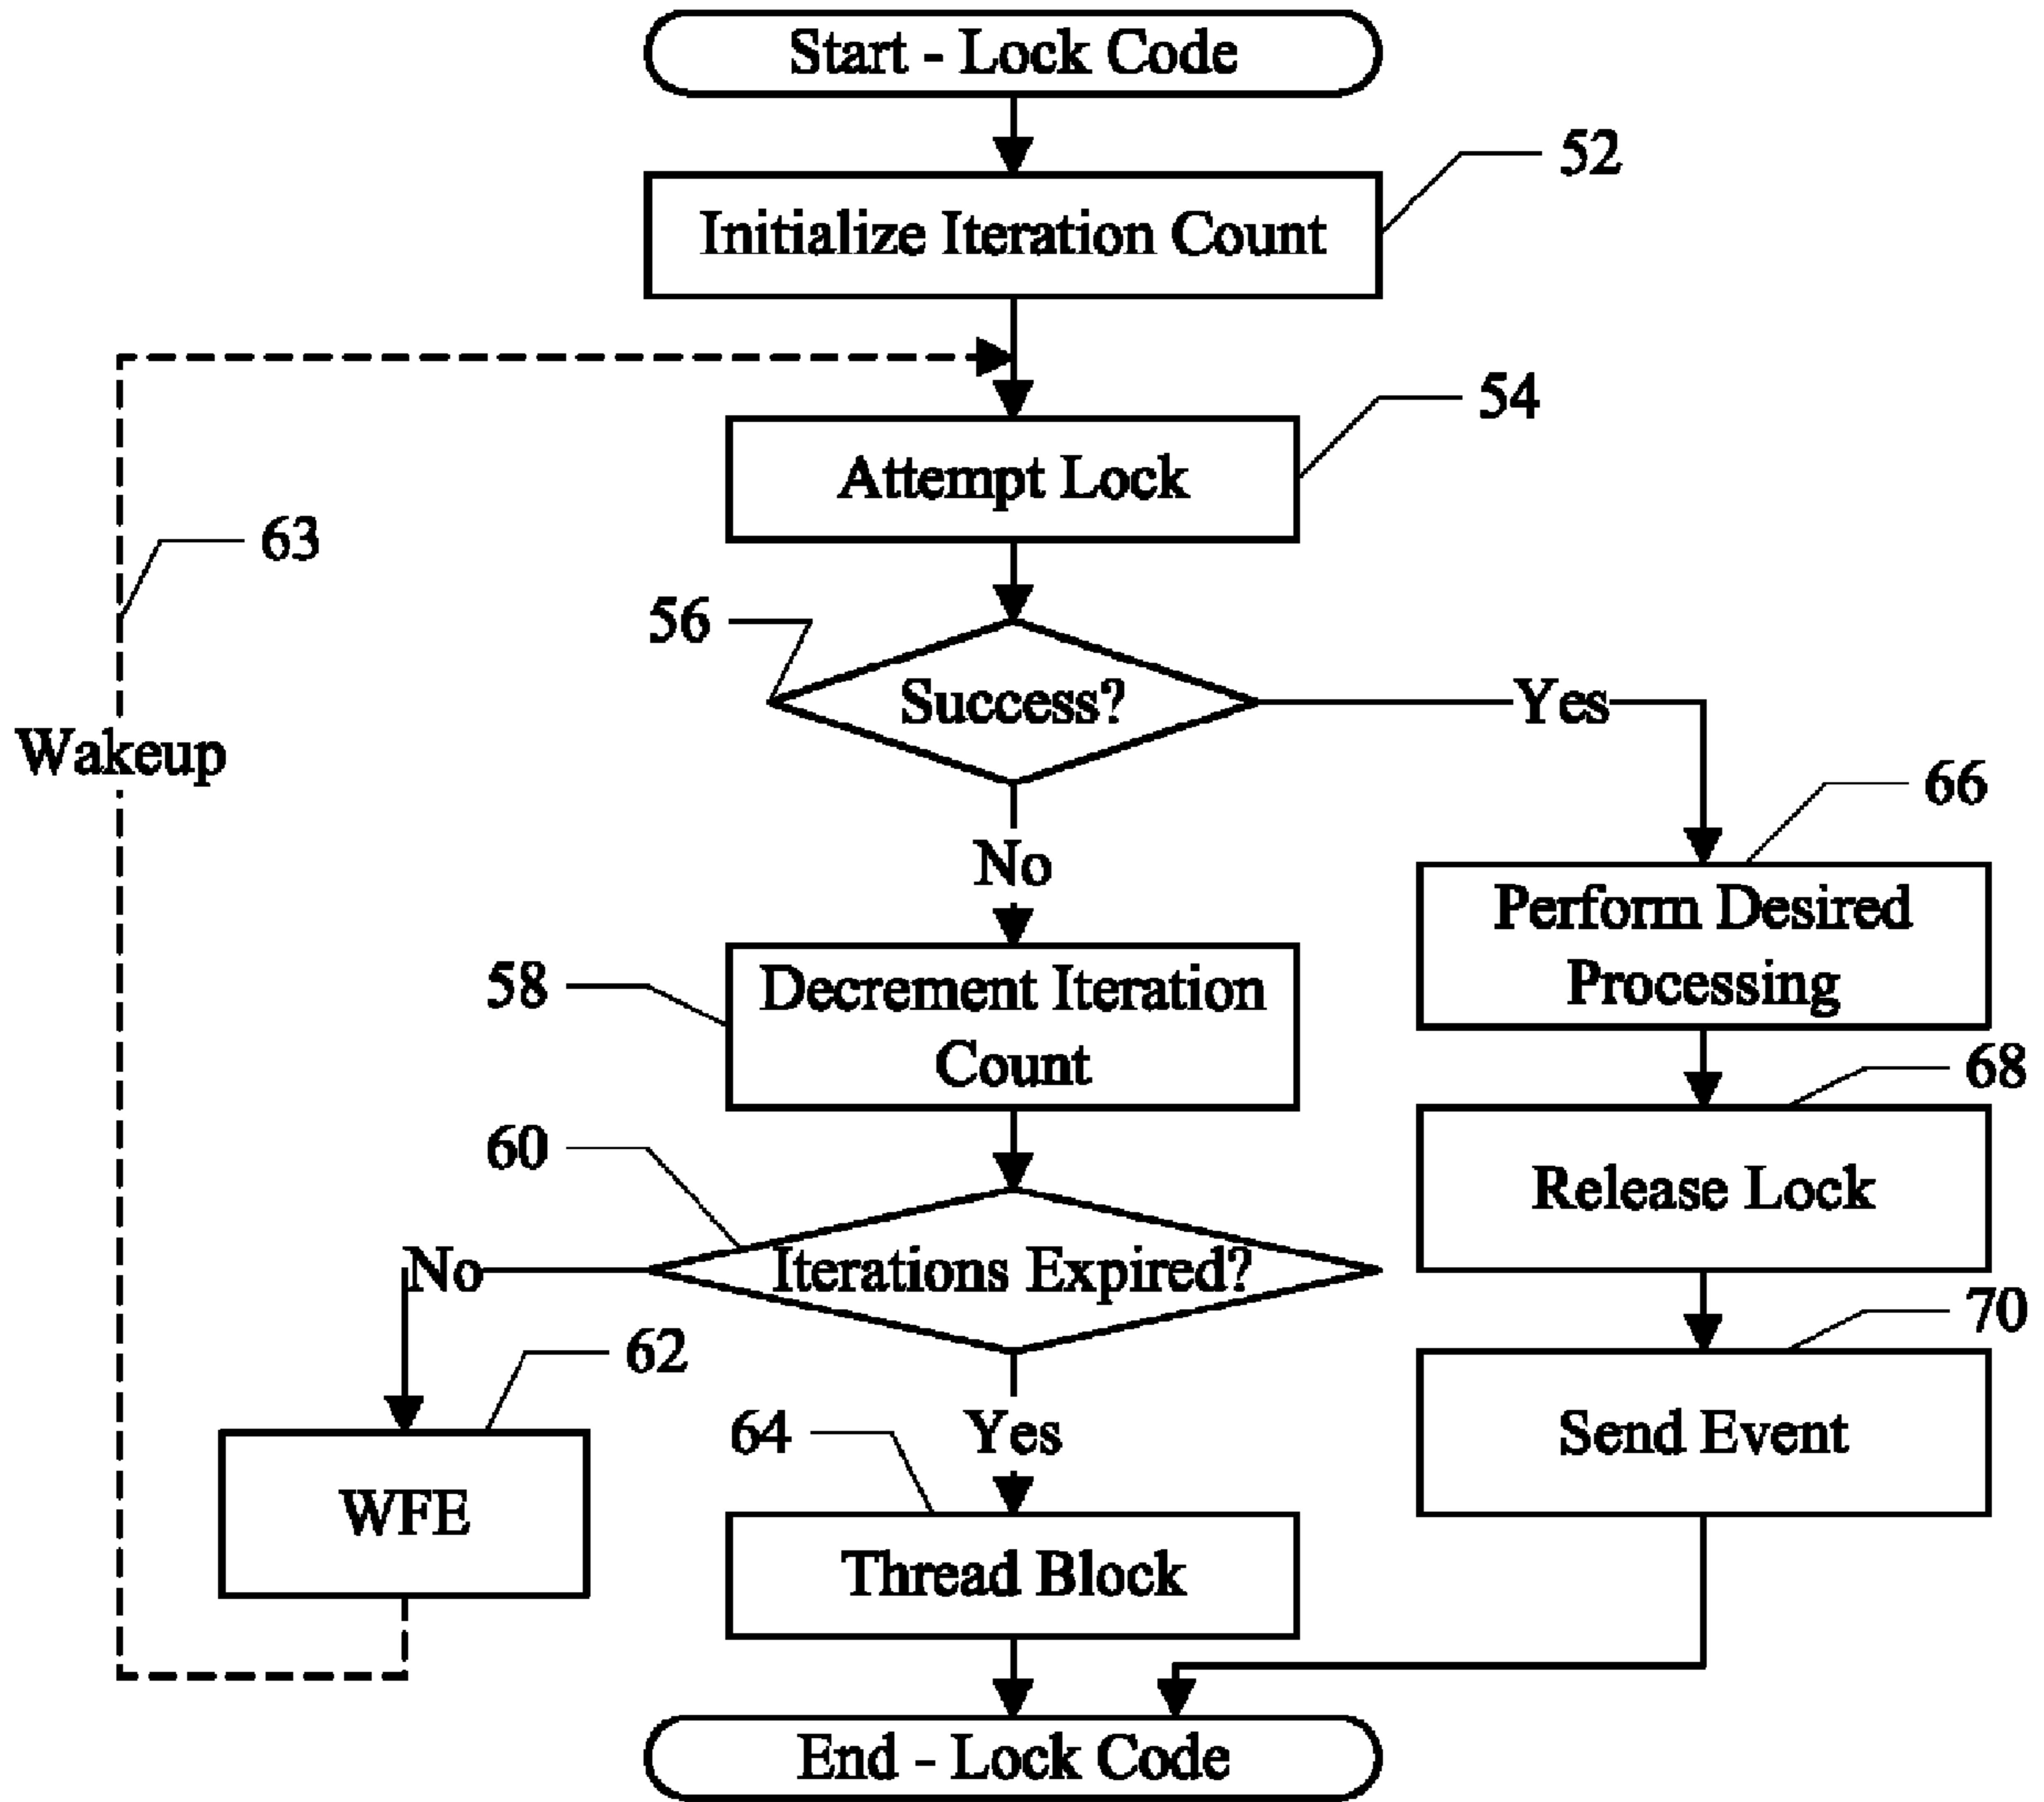 Start - Lock Code
52
Initialize Iteration Count
54
Attempt Lock
63
56
Success?
Yes
Wakeup
66
No
Perform Desired
Processing
58
Decrement Iteration
Count
68
60
Release Lock
No
Iterations Expired?
70
62
64
Yes
Send Event
WFE
Thread Block
End - Lock Code